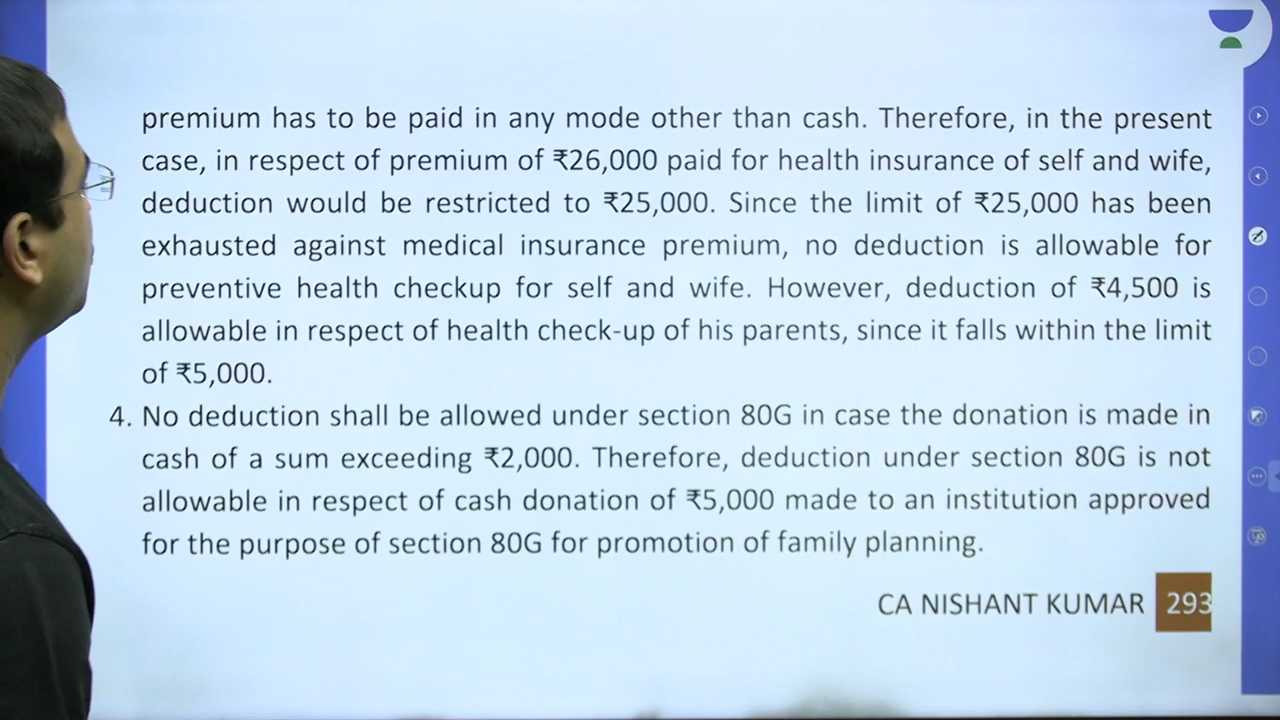 premium has to be paid in any mode other than cash. Therefore, in the present
case, in respect of premium of ₹26,000 paid for health insurance of self and wife,
deduction would be restricted to ₹25,000. Since the limit of ₹25,000 has been
exhausted against medical insurance premium, no deduction is allowable for
preventive health checkup for self and wife. However, deduction of ₹4,500 is
allowable in respect of health check-up of his parents, since it falls within the limit
of ₹5,000.
4. No deduction shall be allowed under section 80G in case the donation is made in
cash of a sum exceeding ₹2,000. Therefore, deduction under section 80G is not
allowable in respect of cash donation of ₹5,000 made to an institution approved
for the purpose of section 80G for promotion of family planning.
CA NISHANT KUMAR 293